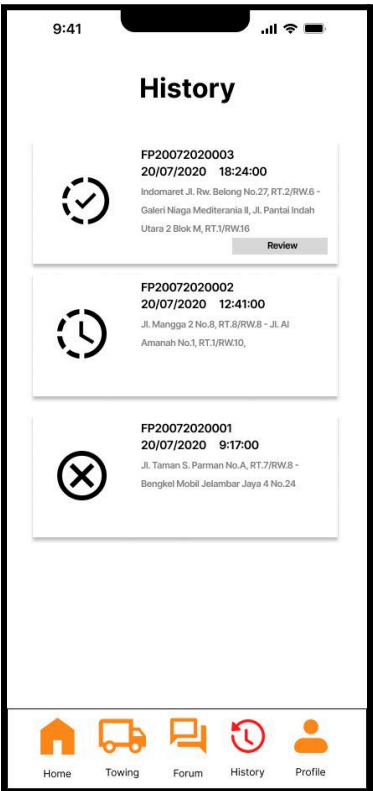 9:41
History
FP20072020003
20/07/2020 18:24:00
Indomaret Jl. Rw. Belong No.27, RT.2/RW.6 -
Galeri Niaga Mediterania II, Jl. Pantai Indah
Utara 2 Blok M, RT.1/RW.16
Review
FP20072020002
20/07/2020 12:41:00
Jl. Mangga 2 No.8, RT.8/RW.8 - Jl. Al
Amanah No.1, RT.1/RW.10,
FP20072020001
20/07/2020 9:17:00
Jl. Taman S. Parman No.A, RT.7/RW.8 -
Bengkel Mobil Jelambar Jaya 4 No.24
Home Towing Forum History Profile